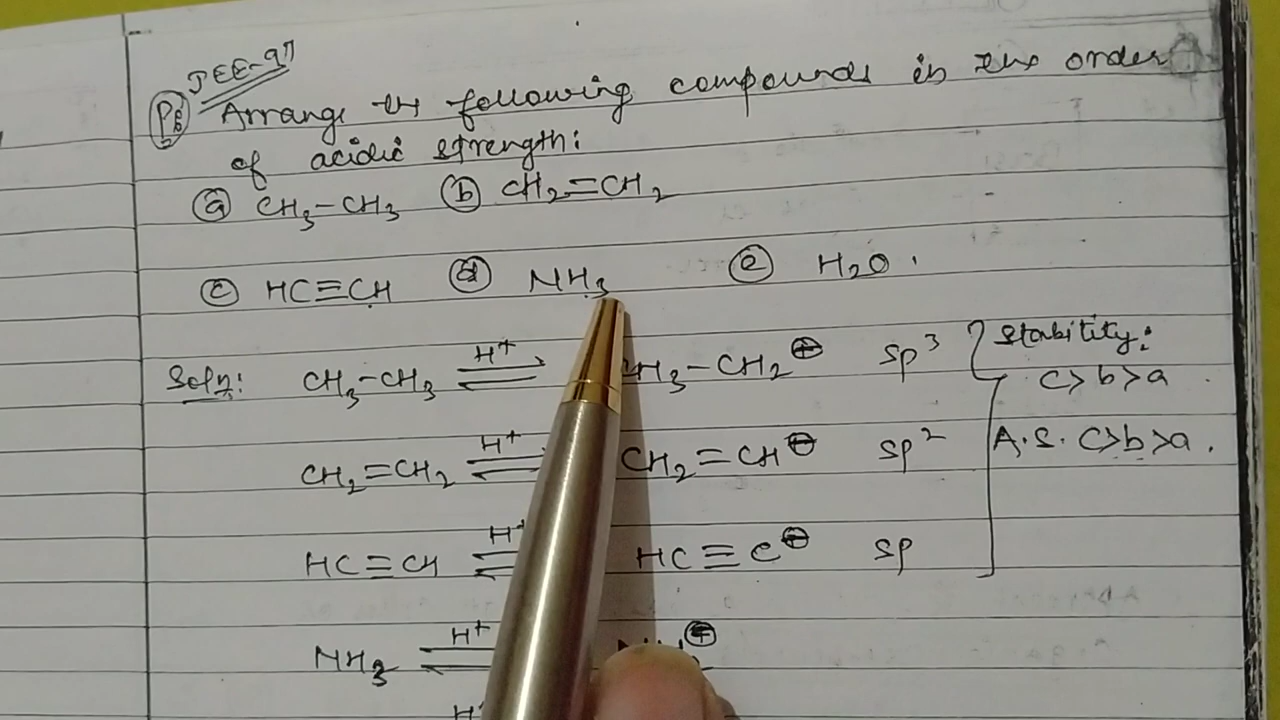 JEE-97
Arrange the following compounds in the order
of acidic strength:
ⓐ CH₃-CH₃ ⓑ CH₂=CH₂
ⓒ HC≡CH ⓓ NH₃ ⓔ H₂O.
Soln: CH₃-CH₃ H⁺ CH₃-CH₂ sp³ Stability:
c>b>a
CH₂=CH₂ H⁺ CH₂=CH⊖ sp² A.S. c>b>a.
HC≡CH H⁺ HC≡C⊖ sp
NH₃ H⁺
H